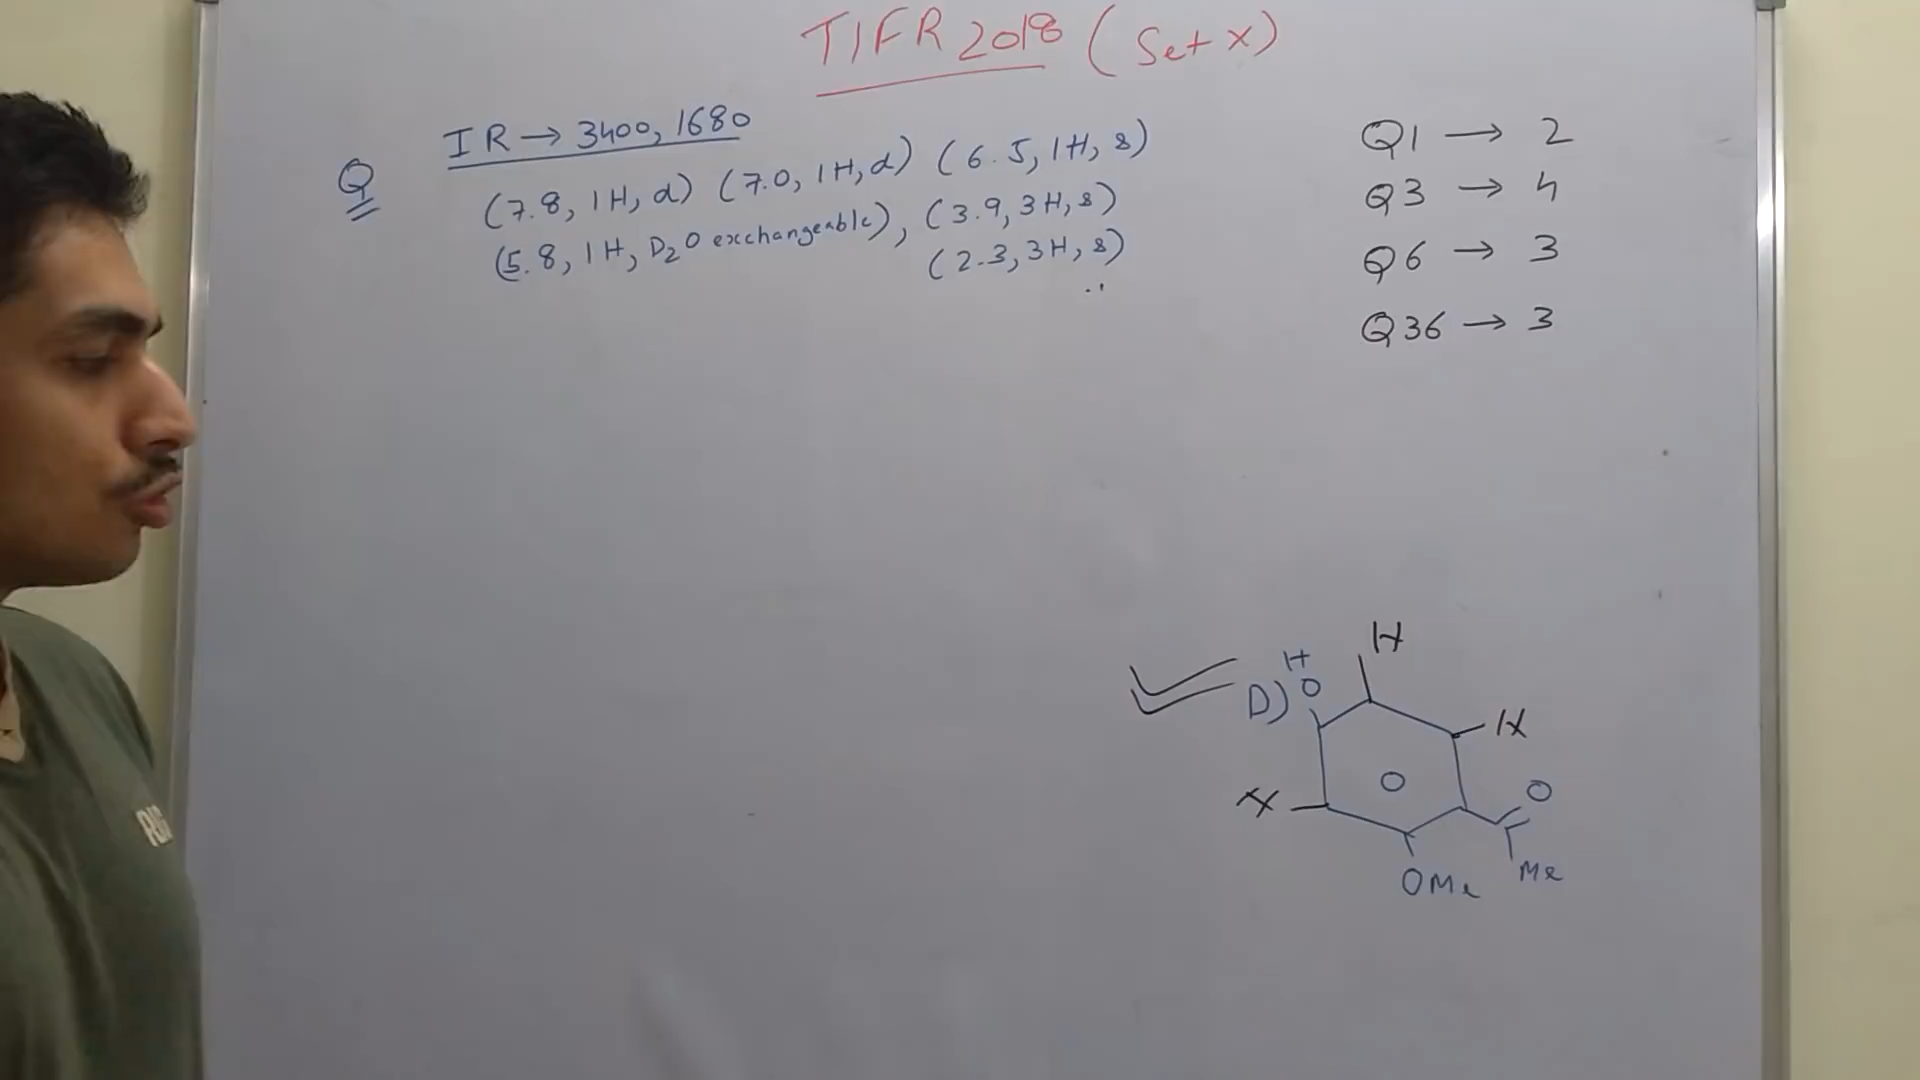 TIFR 2018 (Set X)
IR → 3400, 1680
Q (7.8, 1H, d) (7.0, 1H, d) (6.5, 1H, s)
(5.8, 1H, D₂O exchangeable), (3.9, 3H, s)
(2.3, 3H, s)
Q1 → 2
Q3 → 4
Q6 → 3
Q36 → 3
H
H
D) O
H
O
O
H
OMe
Me